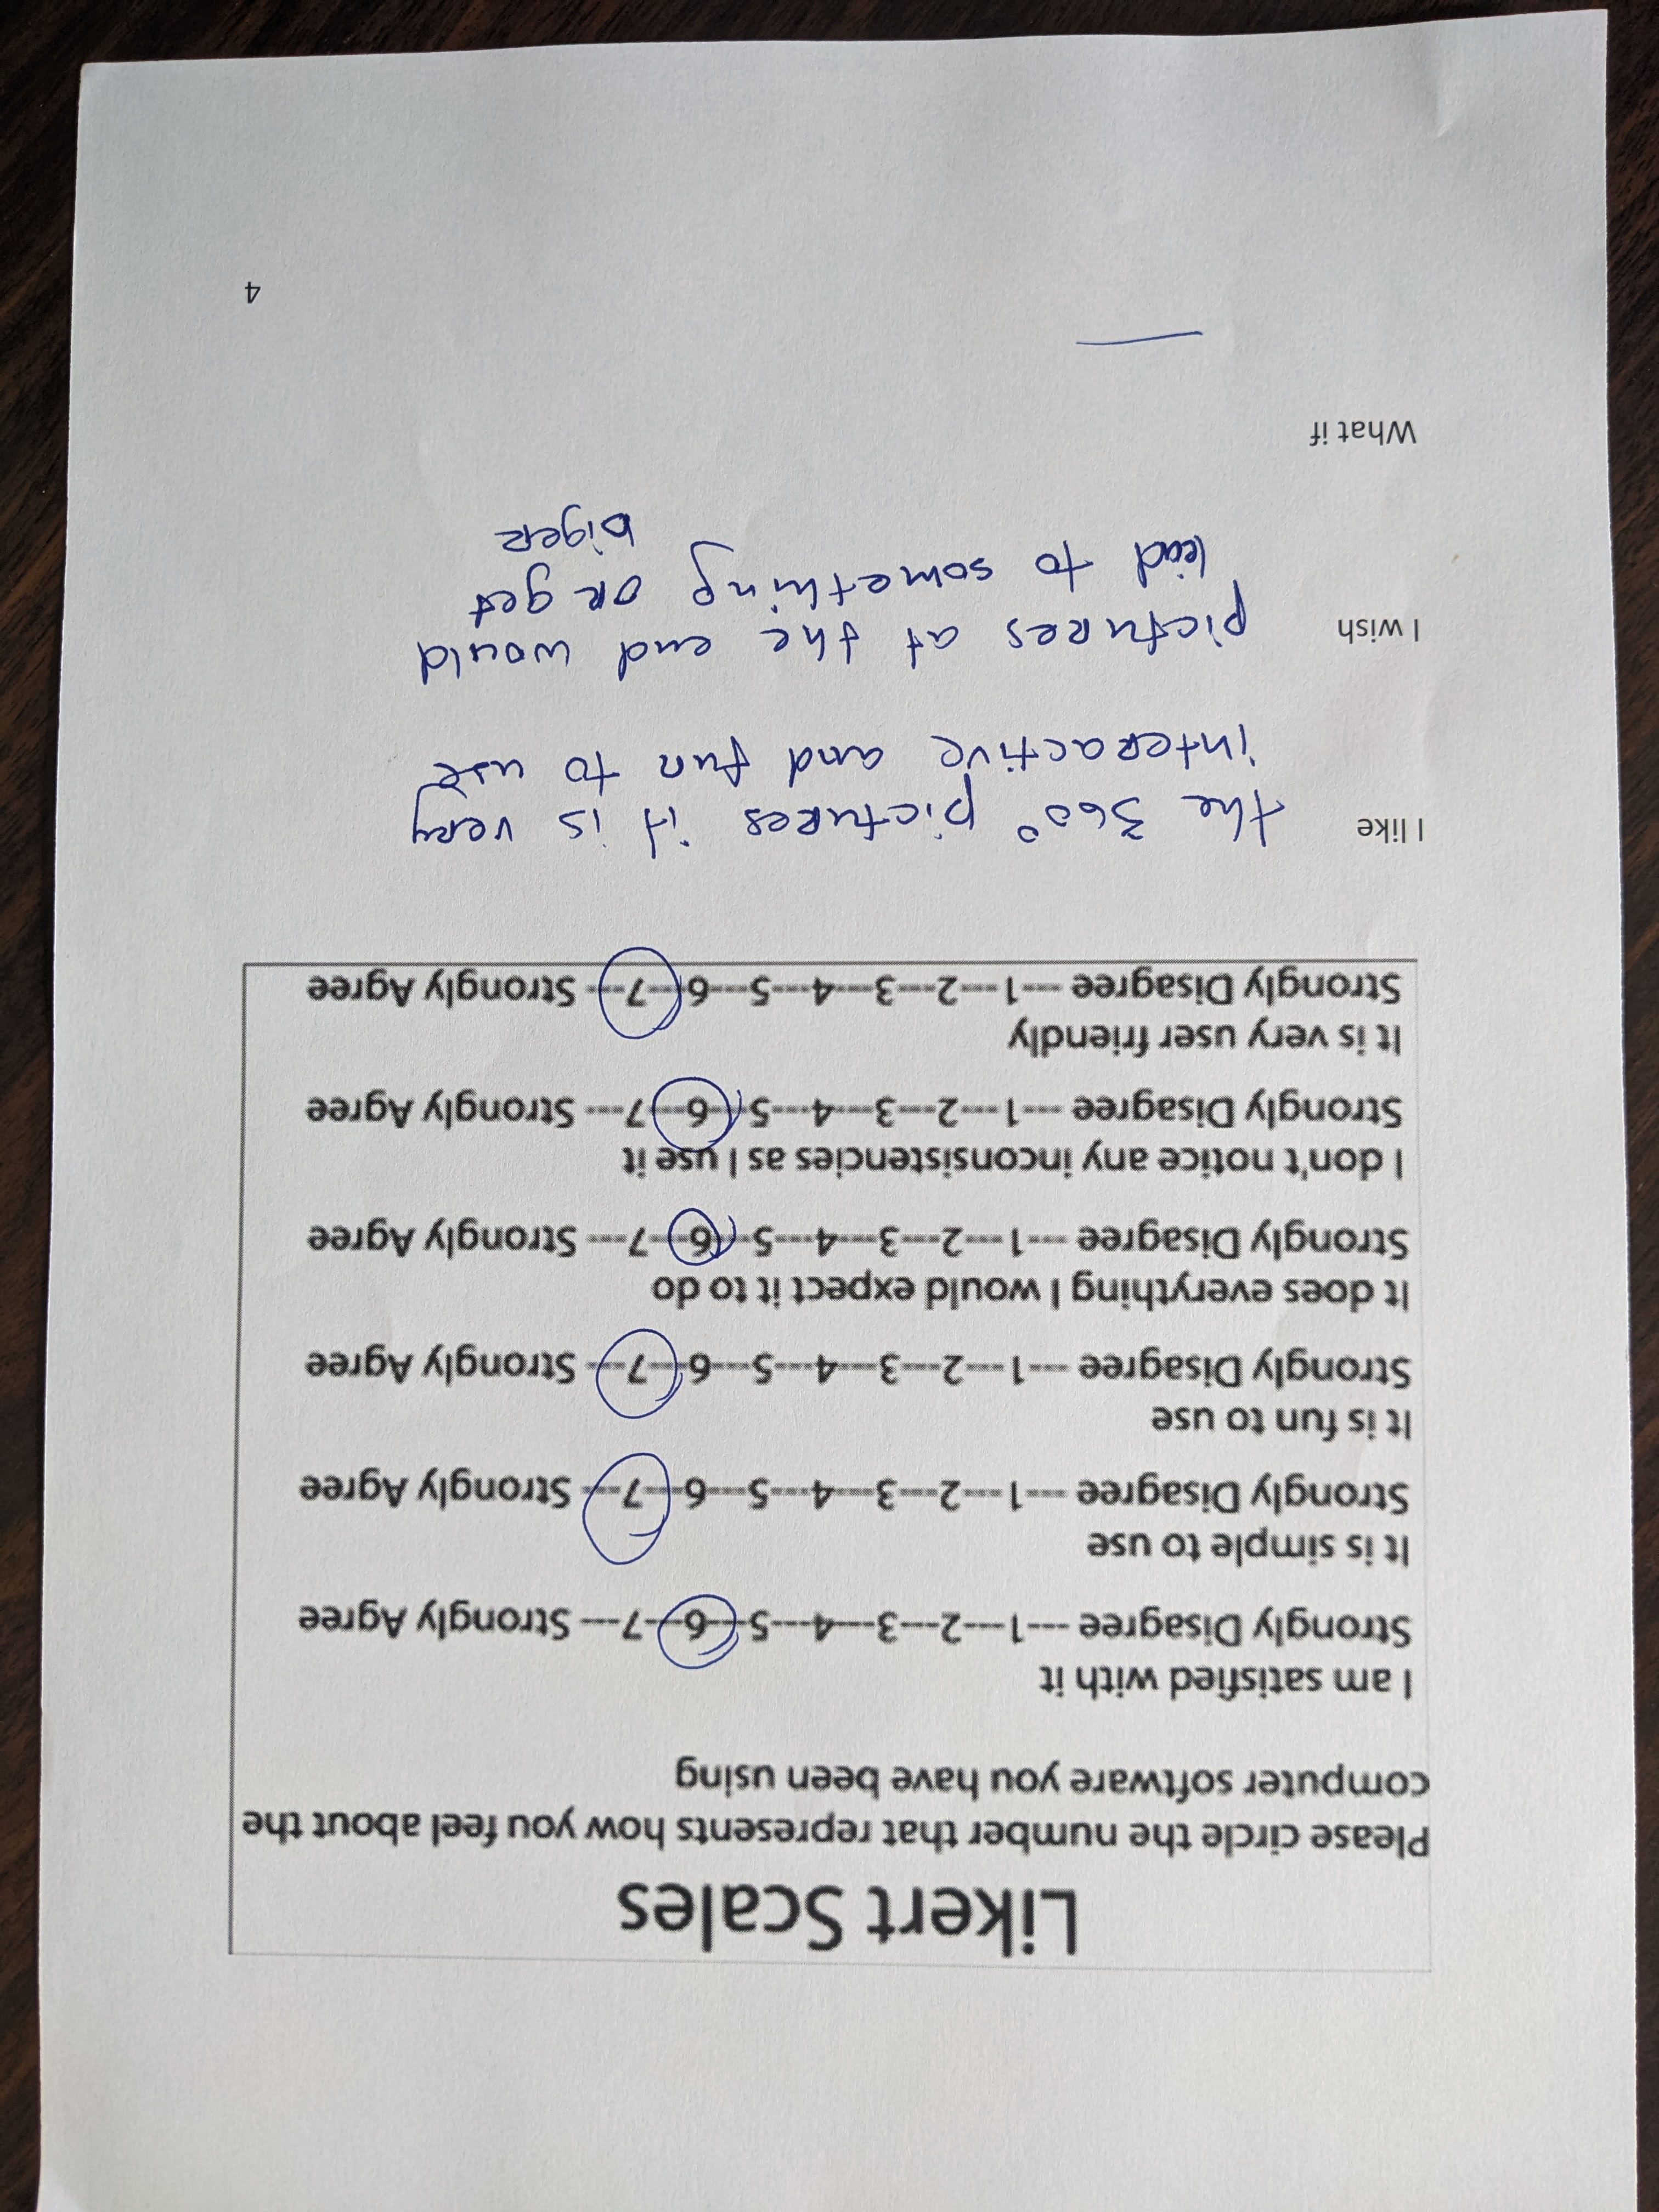 Likert Scales
Please circle the number that represents how you feel about the
computer software you have been using
I am satisfied with it
Strongly Disagree ---1---2---3---4---5---6---7--- Strongly Agree
It is simple to use
Strongly Disagree ---1---2---3---4---5---6---7--- Strongly Agree
It is fun to use
Strongly Disagree ---1---2---3---4---5---6---7--- Strongly Agree
It does everything I would expect it to do
Strongly Disagree ---1---2---3---4---5---6---7--- Strongly Agree
I don't notice any inconsistencies as I use it
Strongly Disagree ---1---2---3---4---5---6---7--- Strongly Agree
It is very user friendly
Strongly Disagree ---1---2---3---4---5---6---7--- Strongly Agree
I like the 360° pictures it is very
interactive and fun to use
I wish pictures at the end would
lead to something or get
biger
What if
4